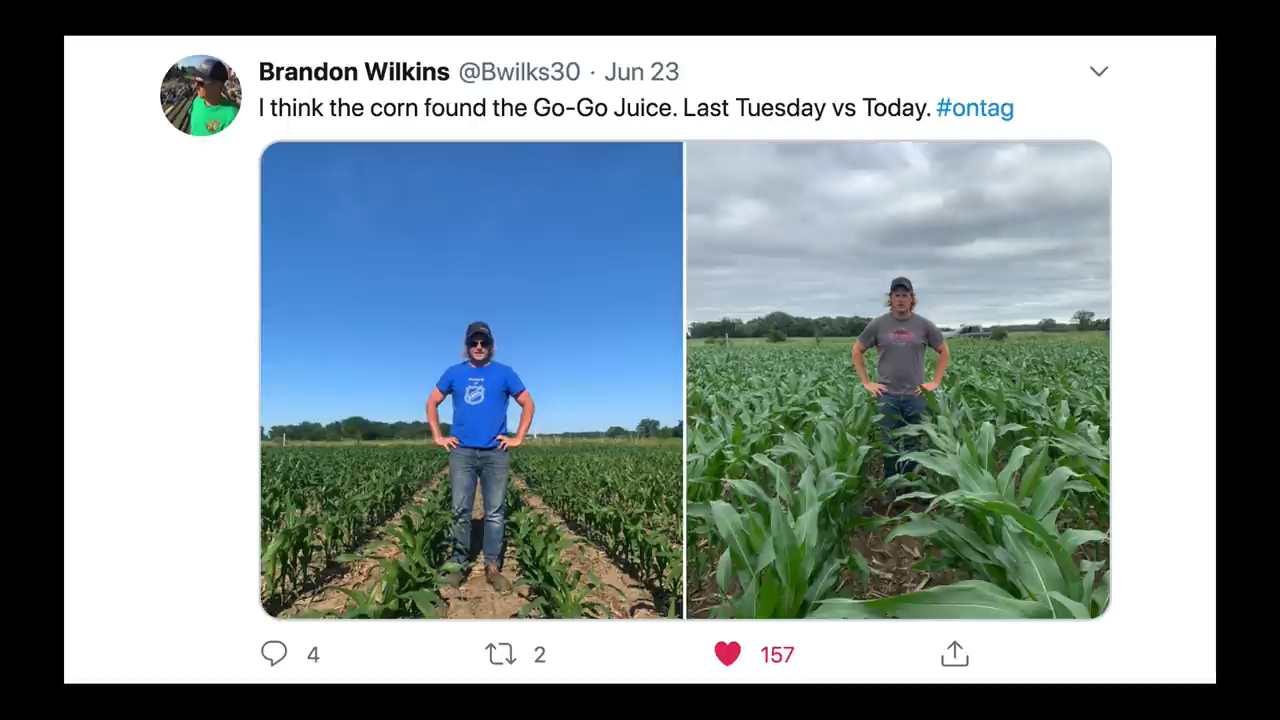 Brandon Wilkins @Bwilks30 · Jun 23
I think the corn found the Go-Go Juice. Last Tuesday vs Today. #ontag
4 2 157